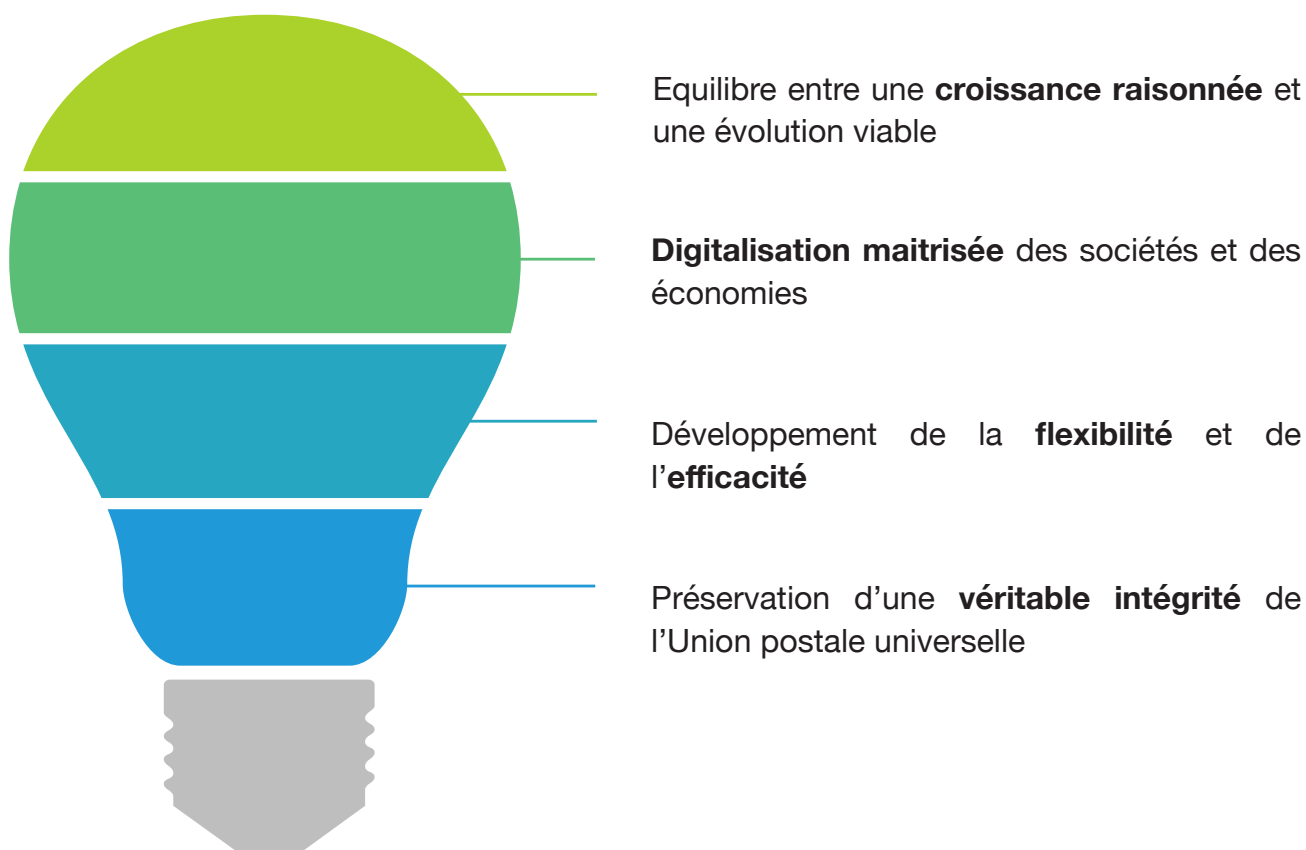 Equilibre entre une croissance raisonnée et
une évolution viable
Digitalisation maitrisée des sociétés et des
économies
Développement de la flexibilité et de
l’efficacité
Préservation d’une véritable intégrité de
l’Union postale universelle